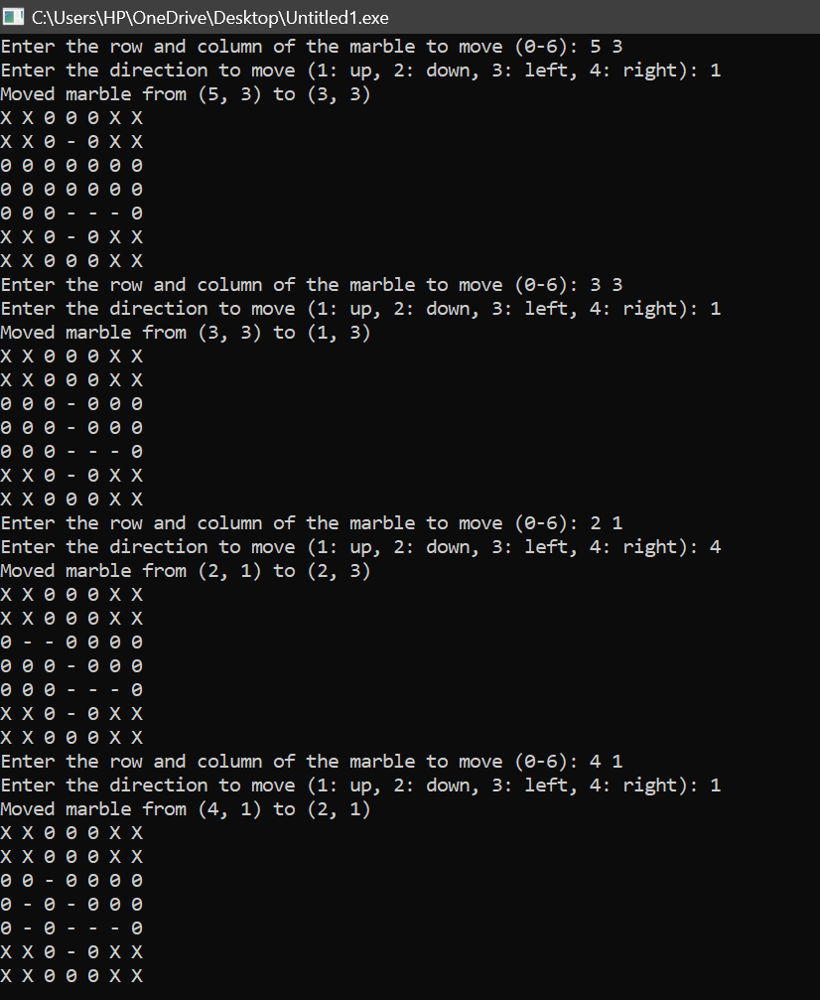 C:\Users\HP\OneDrive\Desktop\Untitled1.exe
Enter the row and column of the marble to move (0-6): 5 3
Enter the direction to move (1: up, 2: down, 3: left, 4: right): 1
Moved marble from (5, 3) to (3, 3)
X X 0 0 0 X X
X X 0 - 0 X X
0 0 0 0 0 0 0
0 0 0 0 0 0 0
0 0 0 - - - 0
X X 0 - 0 X X
X X 0 0 0 X X
Enter the row and column of the marble to move (0-6): 3 3
Enter the direction to move (1: up, 2: down, 3: left, 4: right): 1
Moved marble from (3, 3) to (1, 3)
X X 0 0 0 X X
X X 0 0 0 X X
0 0 0 - 0 0 0
0 0 0 - 0 0 0
0 0 0 - - - 0
X X 0 - 0 X X
X X 0 0 0 X X
Enter the row and column of the marble to move (0-6): 2 1
Enter the direction to move (1: up, 2: down, 3: left, 4: right): 4
Moved marble from (2, 1) to (2, 3)
X X 0 0 0 X X
X X 0 0 0 X X
0 - - 0 0 0 0
0 0 0 - 0 0 0
0 0 0 - - - 0
X X 0 - 0 X X
X X 0 0 0 X X
Enter the row and column of the marble to move (0-6): 4 1
Enter the direction to move (1: up, 2: down, 3: left, 4: right): 1
Moved marble from (4, 1) to (2, 1)
X X 0 0 0 X X
X X 0 0 0 X X
0 0 - 0 0 0 0
0 - 0 - 0 0 0
0 - 0 - - - 0
X X 0 - 0 X X
X X 0 0 0 X X